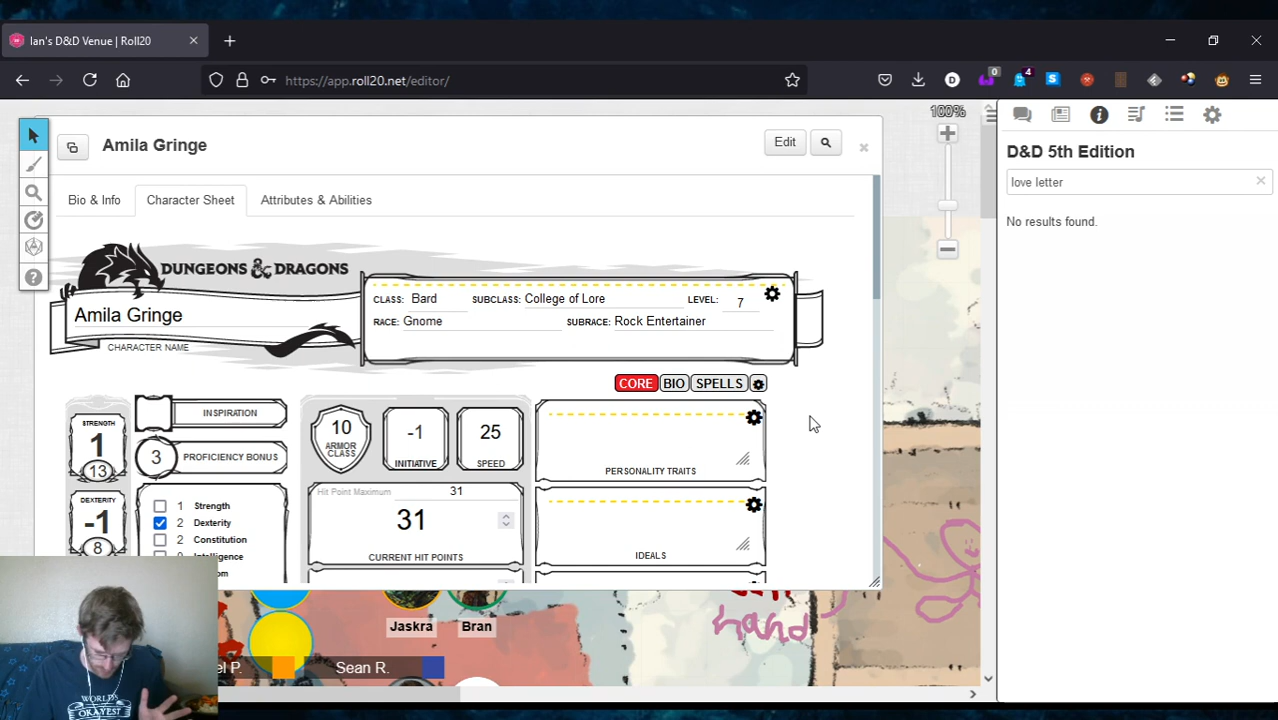 Ian's D&D Venue | Roll20
https://app.roll20.net/editor/
0
4
100%
Amila Gringe
Edit
Bio & Info
Character Sheet
Attributes & Abilities
DUNGEONS & DRAGONS
Amila Gringe
CHARACTER NAME
CLASS: Bard SUBCLASS: College of Lore LEVEL: 7
RACE: Gnome SUBRACE: Rock Entertainer
CORE BIO SPELLS
STRENGTH
1
13
DEXTERITY
-1
8
INSPIRATION
3 PROFICIENCY BONUS
1 Strength
2 Dexterity
2 Constitution
10
ARMOR
CLASS
-1
INITIATIVE
25
SPEED
Hit Point Maximum 31
31
CURRENT HIT POINTS
PERSONALITY TRAITS
IDEALS
Jaskra
Bran
hand
Sean R.
WORLD'S
OKAYEST
D&D 5th Edition
love letter
No results found.